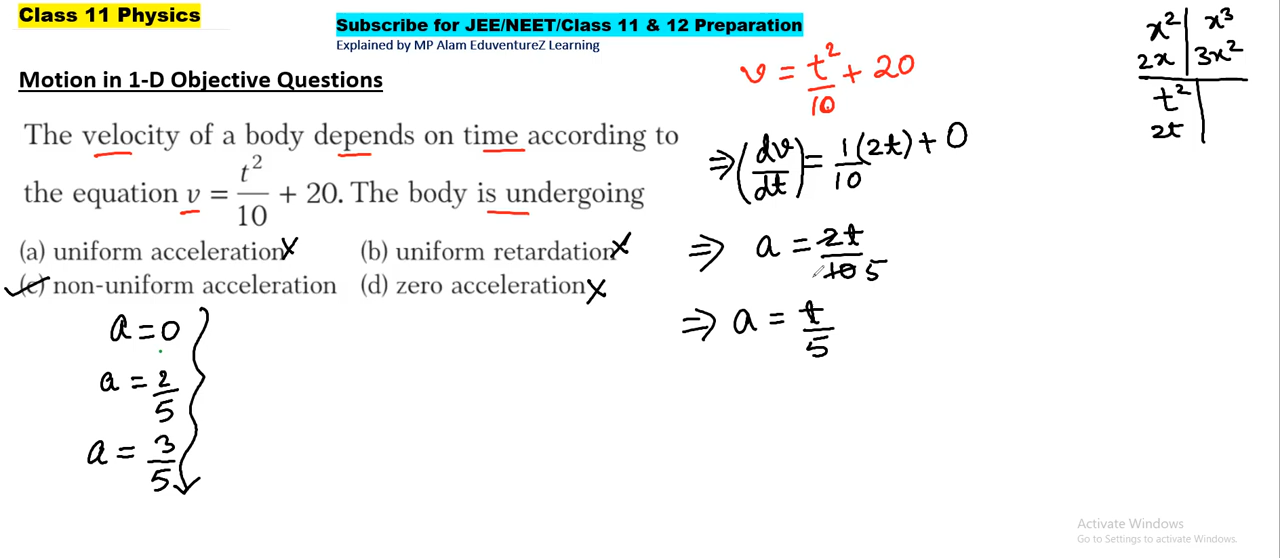 Class 11 Physics
Subscribe for JEE/NEET/Class 11 & 12 Preparation
Explained by MP Alam EduventureZ Learning
Motion in 1-D Objective Questions
The velocity of a body depends on time according to
the equation v = t²/10 + 20. The body is undergoing
(a) uniform acceleration x (b) uniform retardation x
(c) non-uniform acceleration (d) zero acceleration x
a = 0
a = 2/5
a = 3/5
v = t²/10 + 20
⇒ (dv/dt) = 1/10 (2t) + 0
⇒ a = 2t/10 5
⇒ a = t/5
x² | x³
2x | 3x²
t²
2t
Activate Windows
Go to Settings to activate Windows.